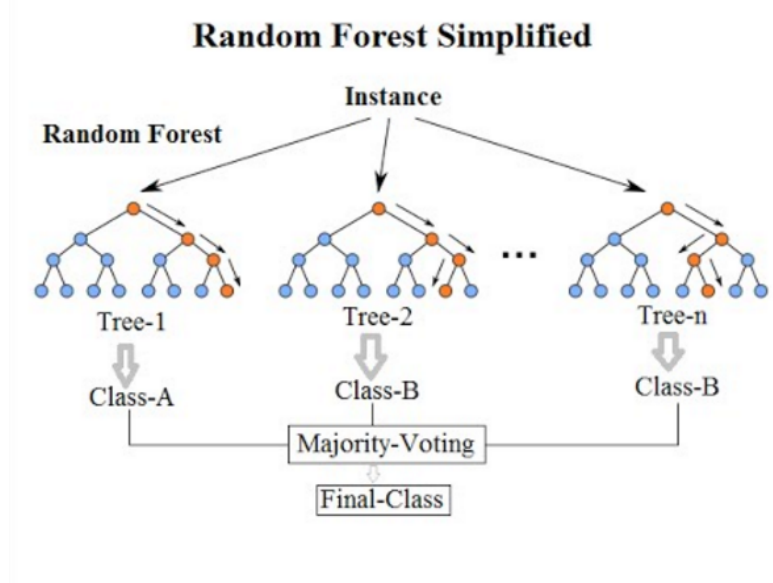 Random Forest Simplified
Instance
Random Forest
...
Tree-1
Tree-2
Tree-n
Class-A
Class-B
Class-B
Majority-Voting
Final-Class